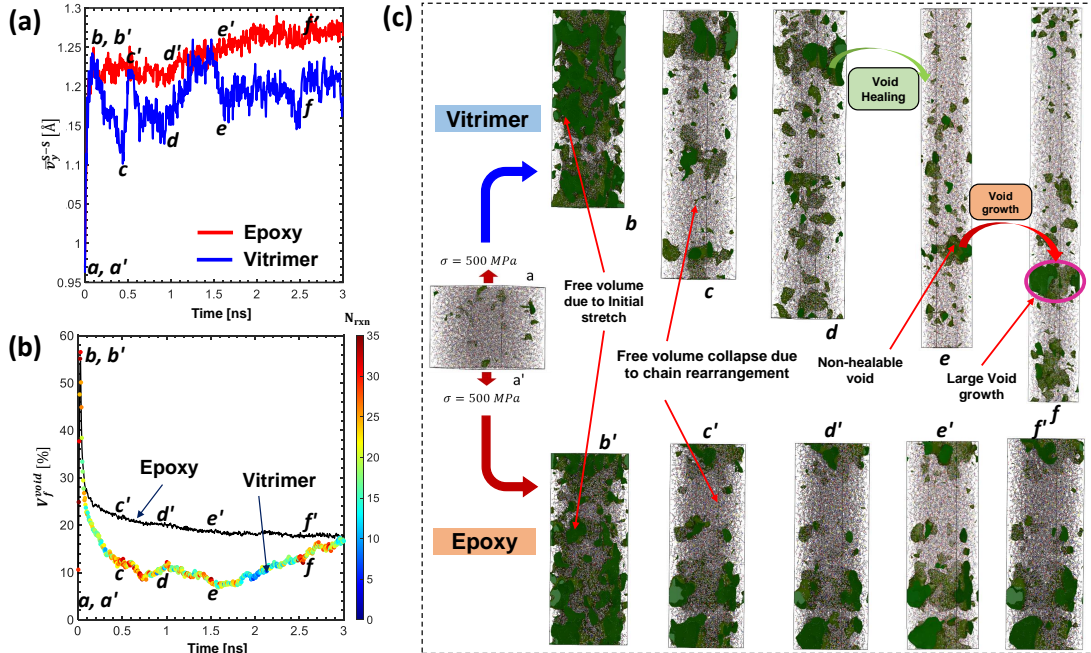 (a)
1.3
1.25
1.2
1.15
1.1
1.05
1
0.95
v̄ᵧˢ⁻ˢ [Å]
b, b'
c'
d'
e'
f'
c
d
e
f
Epoxy
Vitrimer
a, a'
0 0.5 1 1.5 2 2.5 3
Time [ns]
(b)
N_rxn
60
50
40
30
20
10
0
V_f^void [%]
b, b'
Epoxy
Vitrimer
c'
d'
e'
f'
c
d
e
f
a, a'
0 0.5 1 1.5 2 2.5 3
Time [ns]
35
30
25
20
15
10
5
0
(c)
Vitrimer
σ = 500 MPa
a
a'
σ = 500 MPa
Epoxy
b
c
d
e
f
Void
Healing
Void
growth
Free volume
due to Initial
stretch
Free volume collapse due
to chain rearrangement
Non-healable
void
Large Void
growth
b'
c'
d'
e'
f'